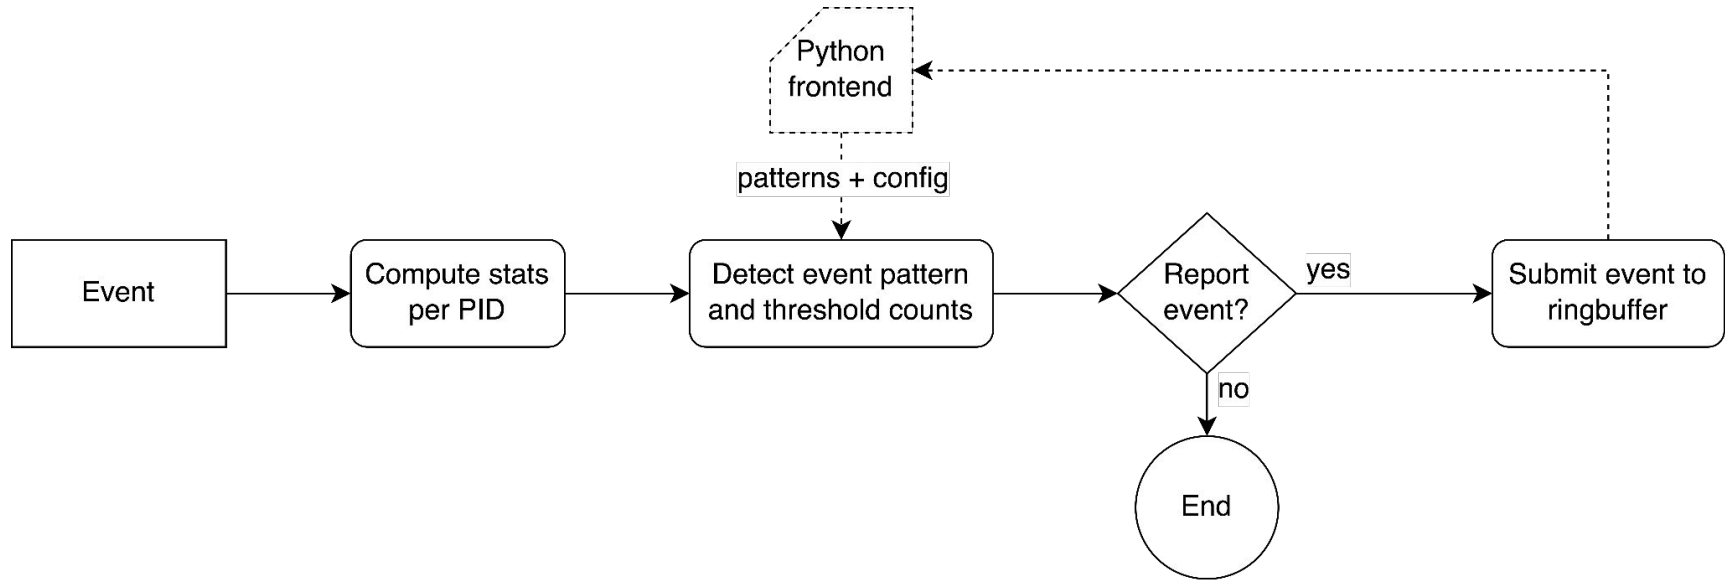 Python
frontend
patterns + config
Event
Compute stats
per PID
Detect event pattern
and threshold counts
Report
event?
yes
Submit event to
ringbuffer
no
End